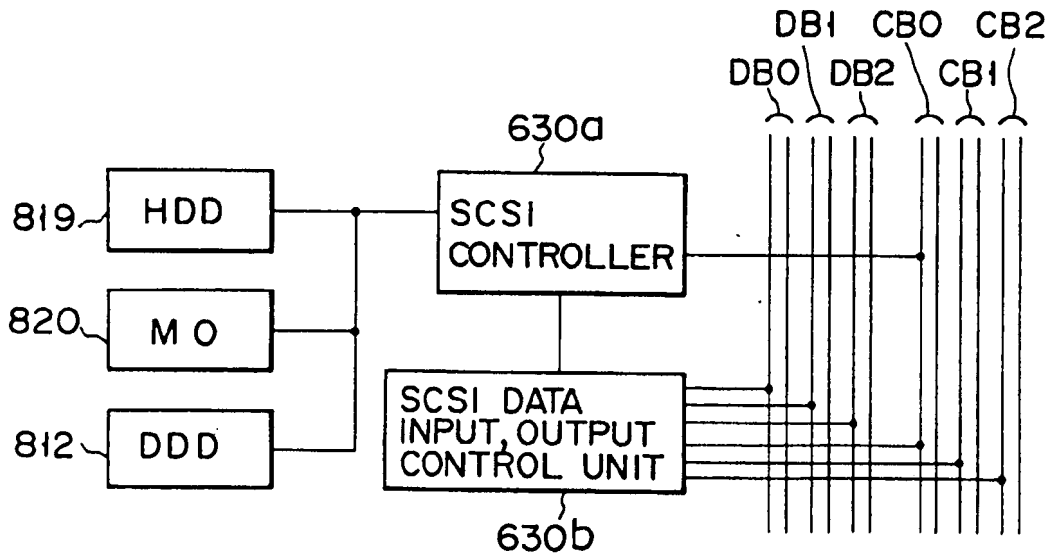 DB1 CB0 CB2
DB0 DB2 CB1
630a
819 HDD
SCSI
CONTROLLER
820 MO
812 DDD
SCSI DATA
INPUT, OUTPUT
CONTROL UNIT
630b